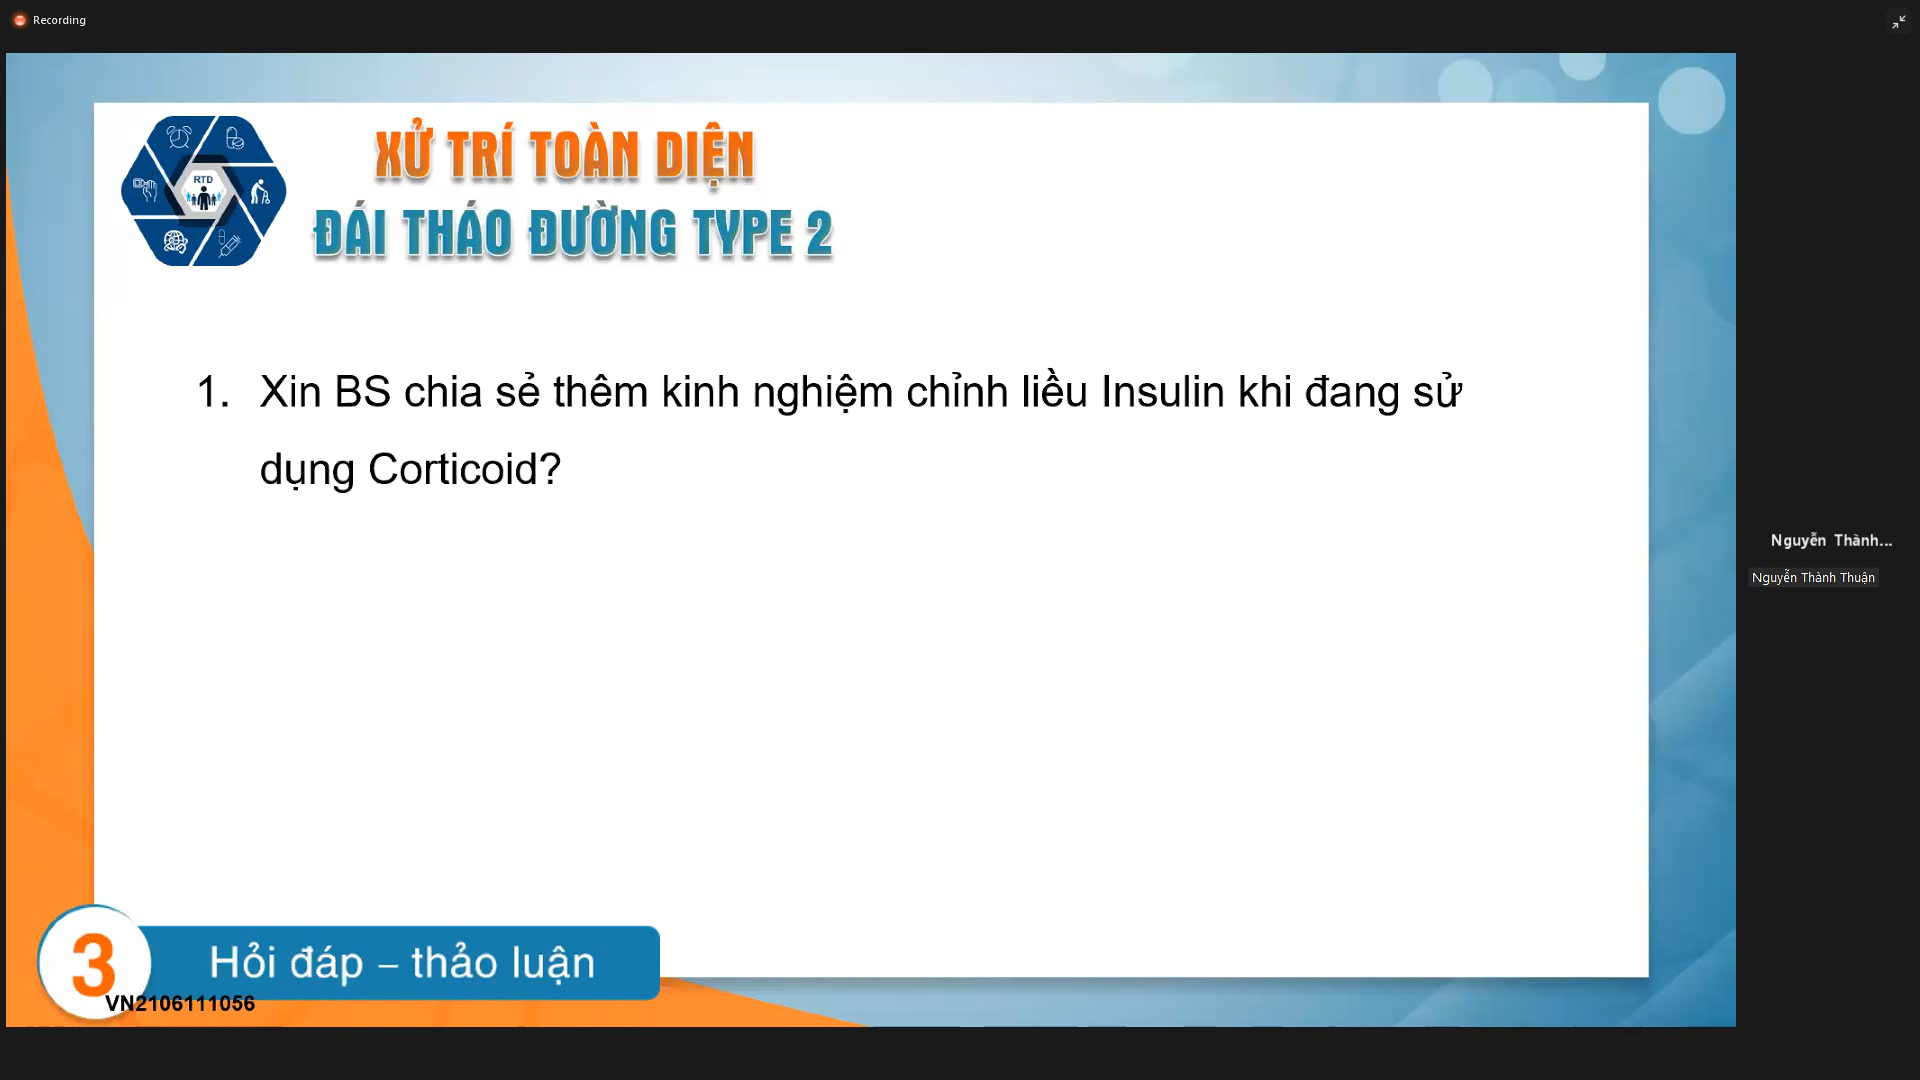 Recording
RTD
XỬ TRÍ TOÀN DIỆN
ĐÁI THÁO ĐƯỜNG TYPE 2
1. Xin BS chia sẻ thêm kinh nghiệm chỉnh liều Insulin khi đang sử
dụng Corticoid?
Nguyễn Thành...
Nguyễn Thành Thuận
3 Hỏi đáp – thảo luận
VN2106111056